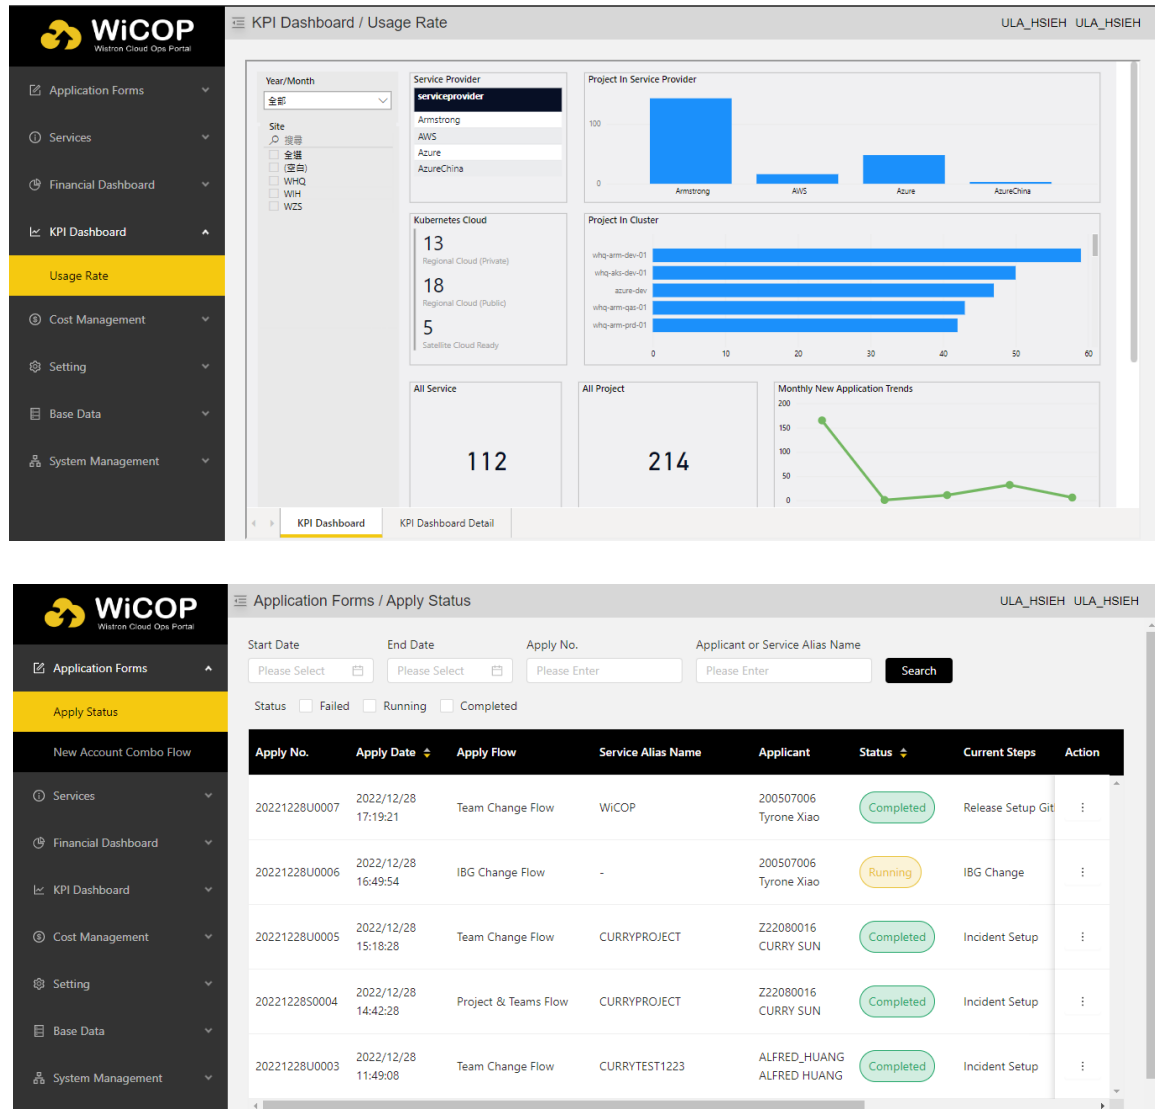 WiCOP
Wistron Cloud Ops Portal
KPI Dashboard / Usage Rate
ULA_HSIEH ULA_HSIEH
Application Forms
Services
Financial Dashboard
KPI Dashboard
Usage Rate
Cost Management
Setting
Base Data
System Management
Year/Month
全部
Site
搜尋
全選
(空白)
WHQ
WIH
WZS
Service Provider
serviceprovider
Armstrong
AWS
Azure
AzureChina
Project In Service Provider
100
0
Armstrong AWS Azure AzureChina
Kubernetes Cloud
13
Regional Cloud (Private)
18
Regional Cloud (Public)
5
Satellite Cloud Ready
Project In Cluster
whq-arm-dev-01
whq-aks-dev-01
azure-dev
whq-arm-qas-01
whq-arm-prd-01
0 10 20 30 40 50 60
All Service
112
All Project
214
Monthly New Application Trends
200
150
100
50
0
KPI Dashboard KPI Dashboard Detail
WiCOP
Wistron Cloud Ops Portal
Application Forms / Apply Status
ULA_HSIEH ULA_HSIEH
Application Forms
Apply Status
New Account Combo Flow
Services
Financial Dashboard
KPI Dashboard
Cost Management
Setting
Base Data
System Management
Start Date End Date Apply No. Applicant or Service Alias Name
Please Select Please Select Please Enter Please Enter Search
Status Failed Running Completed
Apply No. Apply Date Apply Flow Service Alias Name Applicant Status Current Steps Action
20221228U0007 2022/12/28 17:19:21 Team Change Flow WiCOP 200507006 Tyrone Xiao Completed Release Setup Git
20221228U0006 2022/12/28 16:49:54 IBG Change Flow - 200507006 Tyrone Xiao Running IBG Change
20221228U0005 2022/12/28 15:18:28 Team Change Flow CURRYPROJECT Z22080016 CURRY SUN Completed Incident Setup
20221228S0004 2022/12/28 14:42:28 Project & Teams Flow CURRYPROJECT Z22080016 CURRY SUN Completed Incident Setup
20221228U0003 2022/12/28 11:49:08 Team Change Flow CURRYTEST1223 ALFRED_HUANG ALFRED HUANG Completed Incident Setup